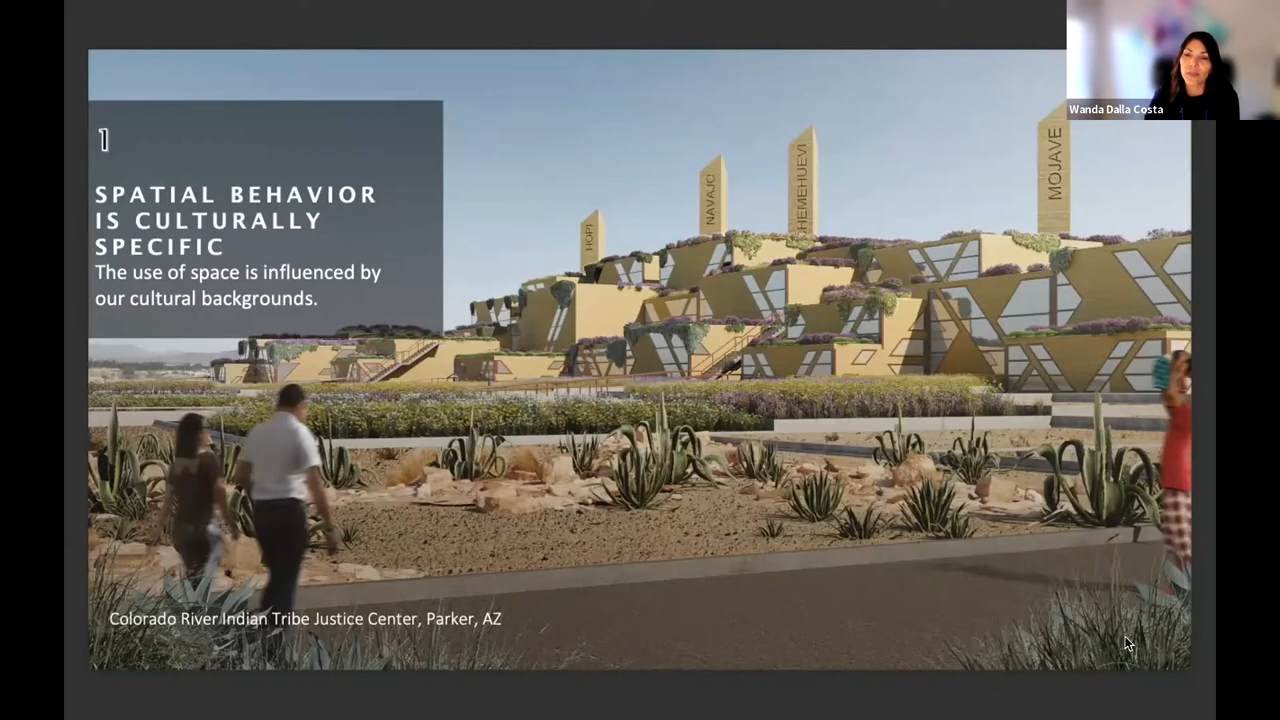 1
SPATIAL BEHAVIOR
IS CULTURALLY
SPECIFIC
The use of space is influenced by
our cultural backgrounds.
HOPI
NAVAJO
CHEMEHUEVI
MOJAVE
Wanda Dalla Costa
Colorado River Indian Tribe Justice Center, Parker, AZ